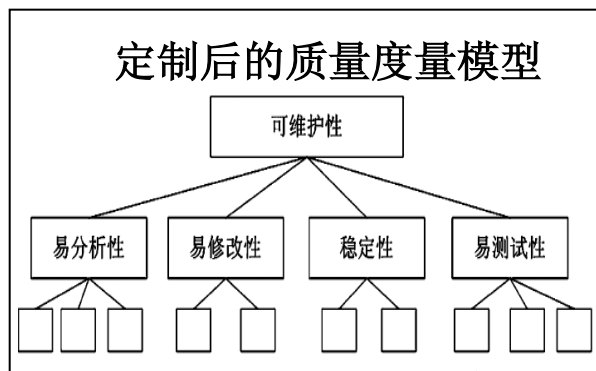 定制后的质量度量模型
可维护性
易分析性
易修改性
稳定性
易测试性